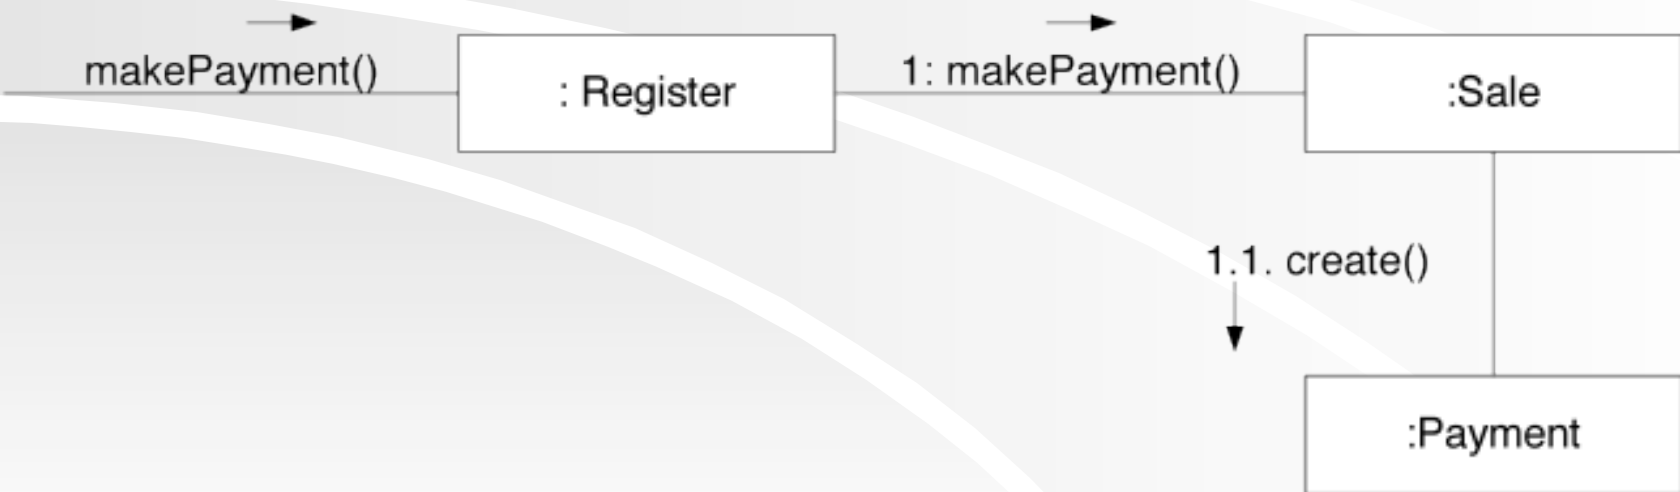 makePayment()
: Register
1: makePayment()
:Sale
1.1. create()
:Payment